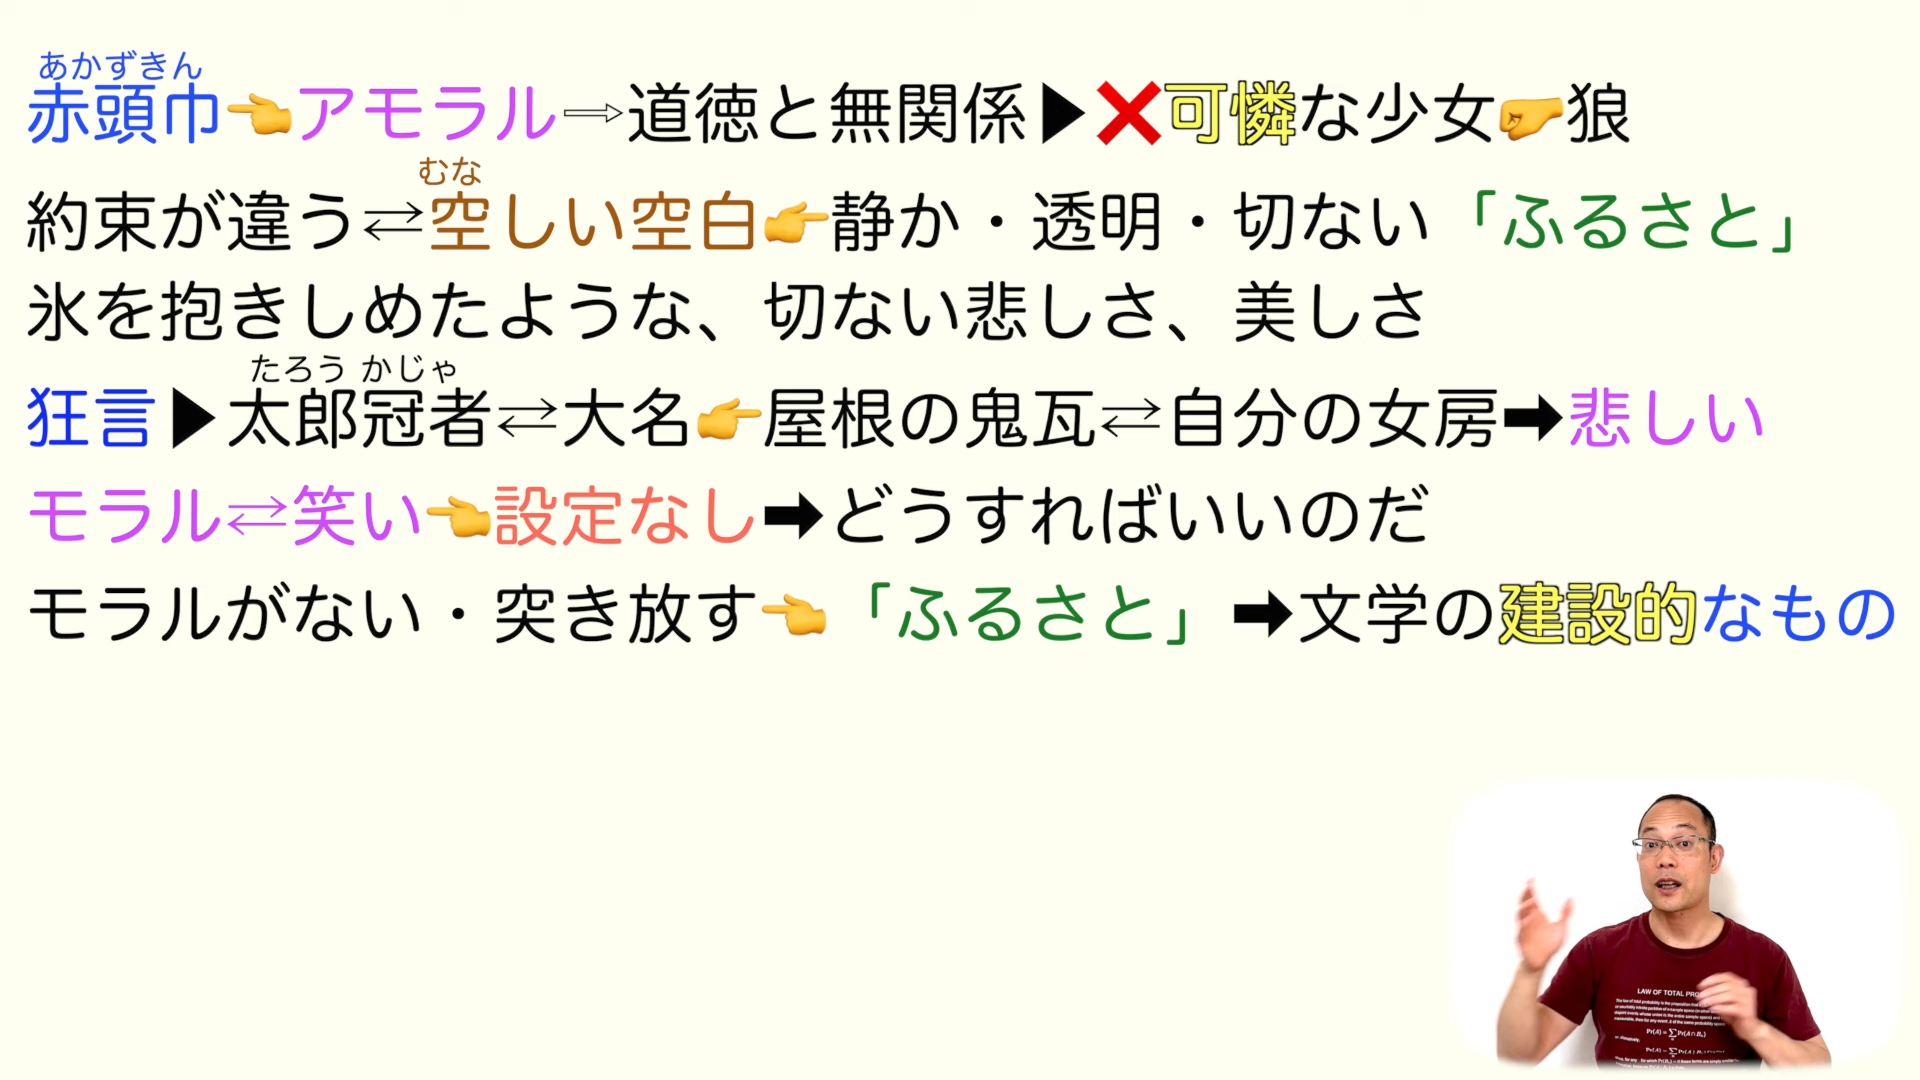 あかずきん
赤頭巾👈アモラル⇒道徳と無関係▶❌可憐な少女🤛狼
むな
約束が違う⇄空しい空白👉静か・透明・切ない「ふるさと」
氷を抱きしめたような、切ない悲しさ、美しさ
たろう かじゃ
狂言▶太郎冠者⇄大名👉屋根の鬼瓦⇄自分の女房➡悲しい
モラル⇄笑い👈設定なし➡どうすればいいのだ
モラルがない・突き放す👈「ふるさと」➡文学の建設的なもの
LAW OF TOTAL